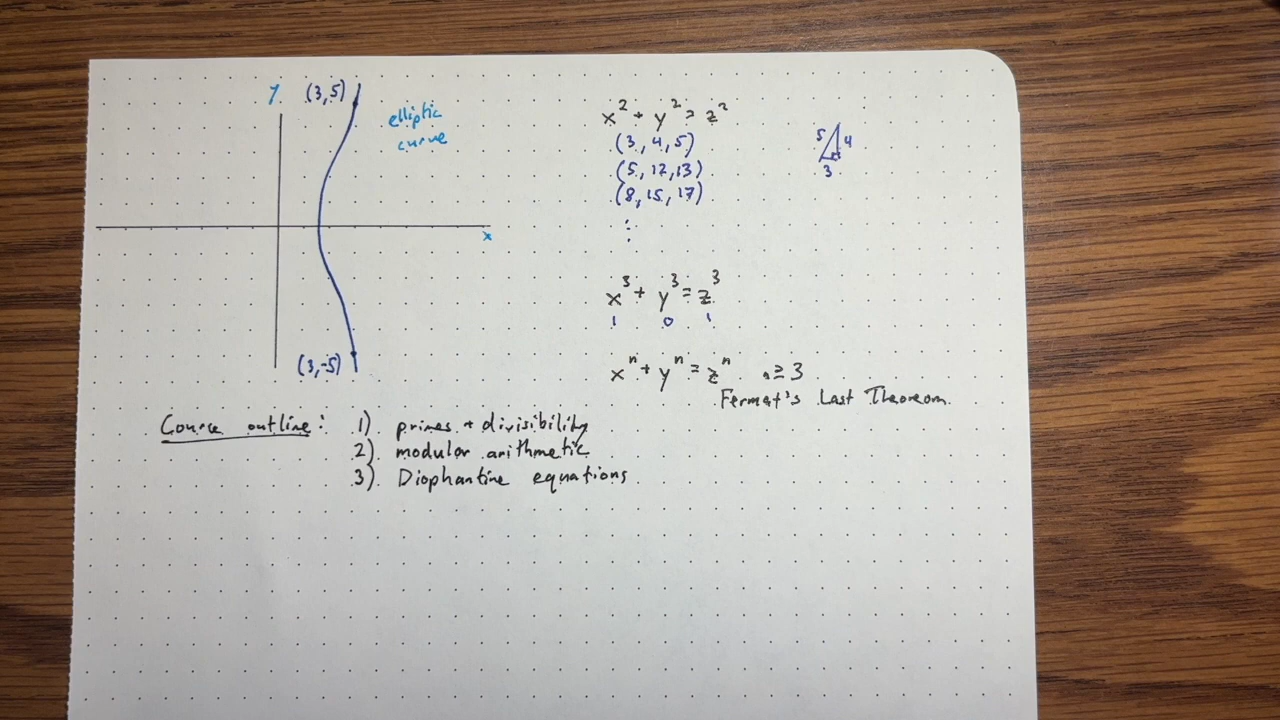 y
(3,5)
elliptic
curve
x
(3,-5)
x² + y² = z²
(3, 4, 5)
(5, 12, 13)
(8, 15, 17)
⋮
5
4
3
x³ + y³ = z³
1 0 1
xⁿ + yⁿ = zⁿ n ≥ 3
Fermat's Last Theorem
Course outline: 1) primes + divisibility
2) modular arithmetic
3) Diophantine equations